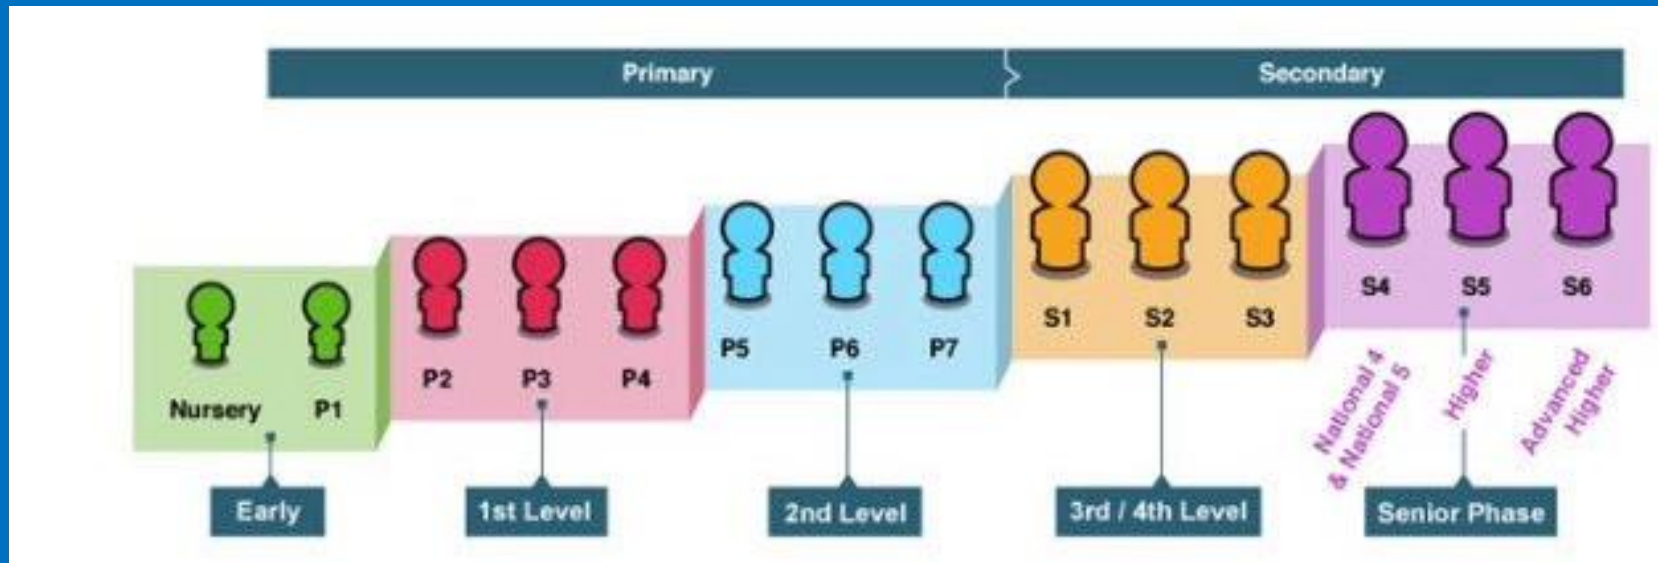 Primary
Secondary
Nursery
P1
P2
P3
P4
P5
P6
P7
S1
S2
S3
S4
S5
S6
National 4
& National 5
Higher
Advanced
Higher
Early
1st Level
2nd Level
3rd / 4th Level
Senior Phase